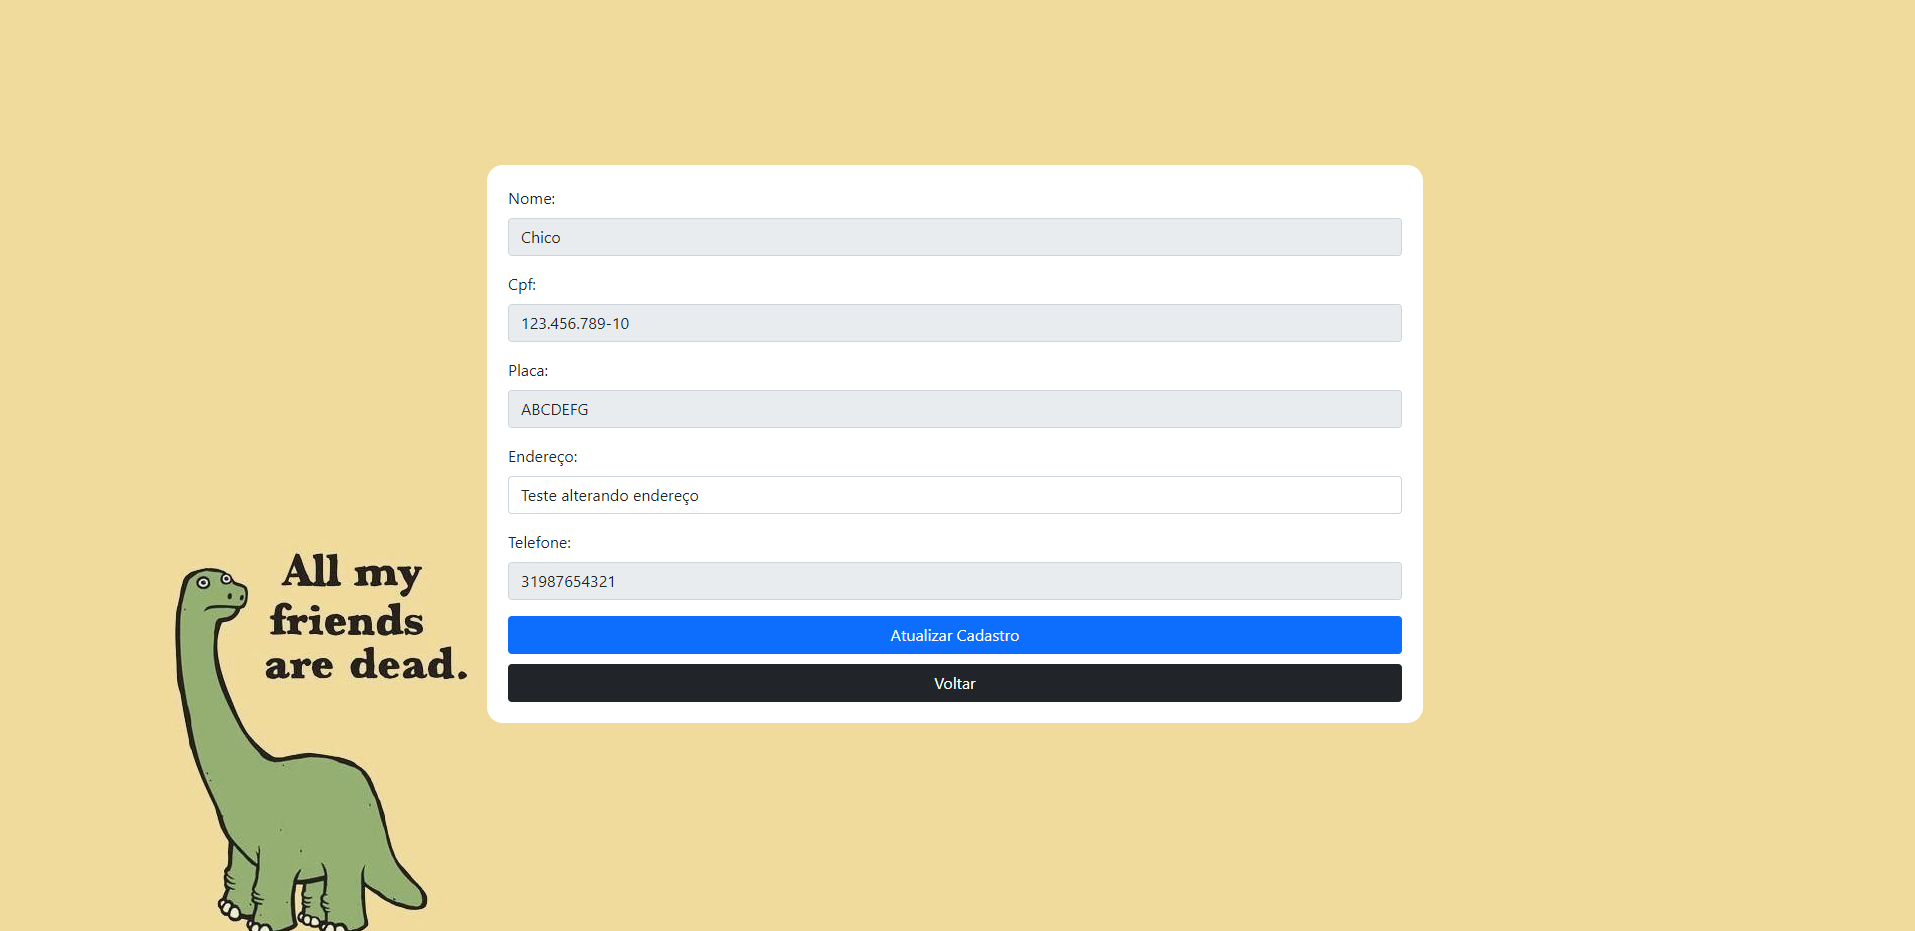 Nome:
Chico
Cpf:
123.456.789-10
Placa:
ABCDEFG
Endereço:
Teste alterando endereço
Telefone:
31987654321
Atualizar Cadastro
Voltar
All my
friends
are dead.